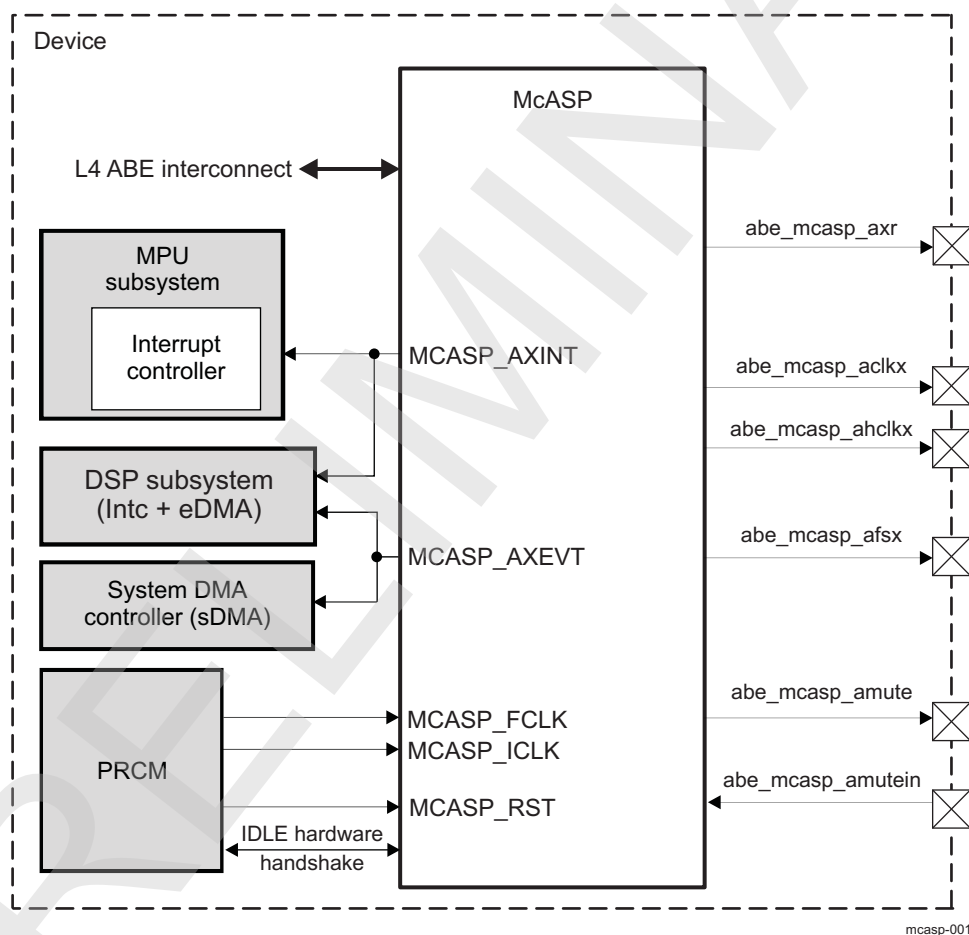 Device
McASP
L4 ABE interconnect
MPU
subsystem
Interrupt
controller
MCASP_AXINT
DSP subsystem
(Intc + eDMA)
MCASP_AXEVT
System DMA
controller (sDMA)
PRCM
MCASP_FCLK
MCASP_ICLK
MCASP_RST
IDLE hardware
handshake
abe_mcasp_axr
abe_mcasp_aclkx
abe_mcasp_ahclkx
abe_mcasp_afsx
abe_mcasp_amute
abe_mcasp_amutein
mcasp-001
RELIMINA